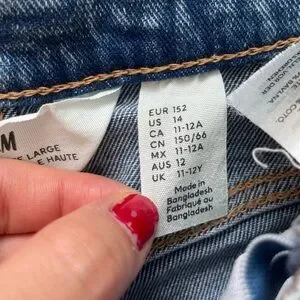 M
E LARGE
E HAUTE
EUR 152
US 14
CA 11-12A
CN 150/66
MX 11-12A
AUS 12
UK 11-12Y
Made in
Bangladesh
Fabriqué au
Bangladesh